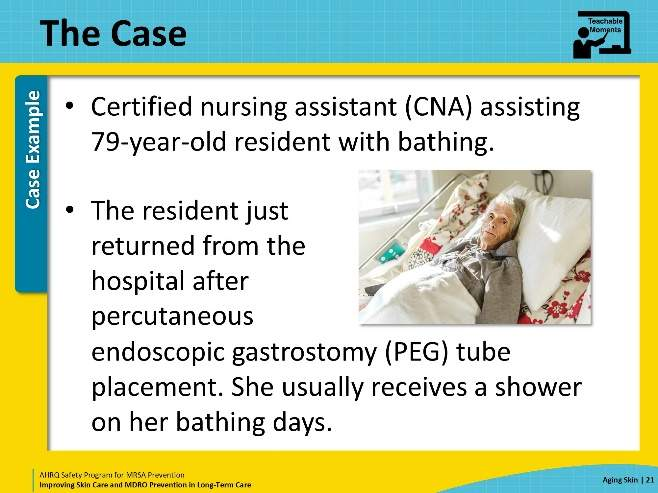 The Case
Teachable
Moments
Case Example
• Certified nursing assistant (CNA) assisting
79-year-old resident with bathing.
• The resident just
returned from the
hospital after
percutaneous
endoscopic gastrostomy (PEG) tube
placement. She usually receives a shower
on her bathing days.
AHRQ Safety Program for MRSA Prevention
Improving Skin Care and MDRO Prevention in Long-Term Care
Aging Skin | 21